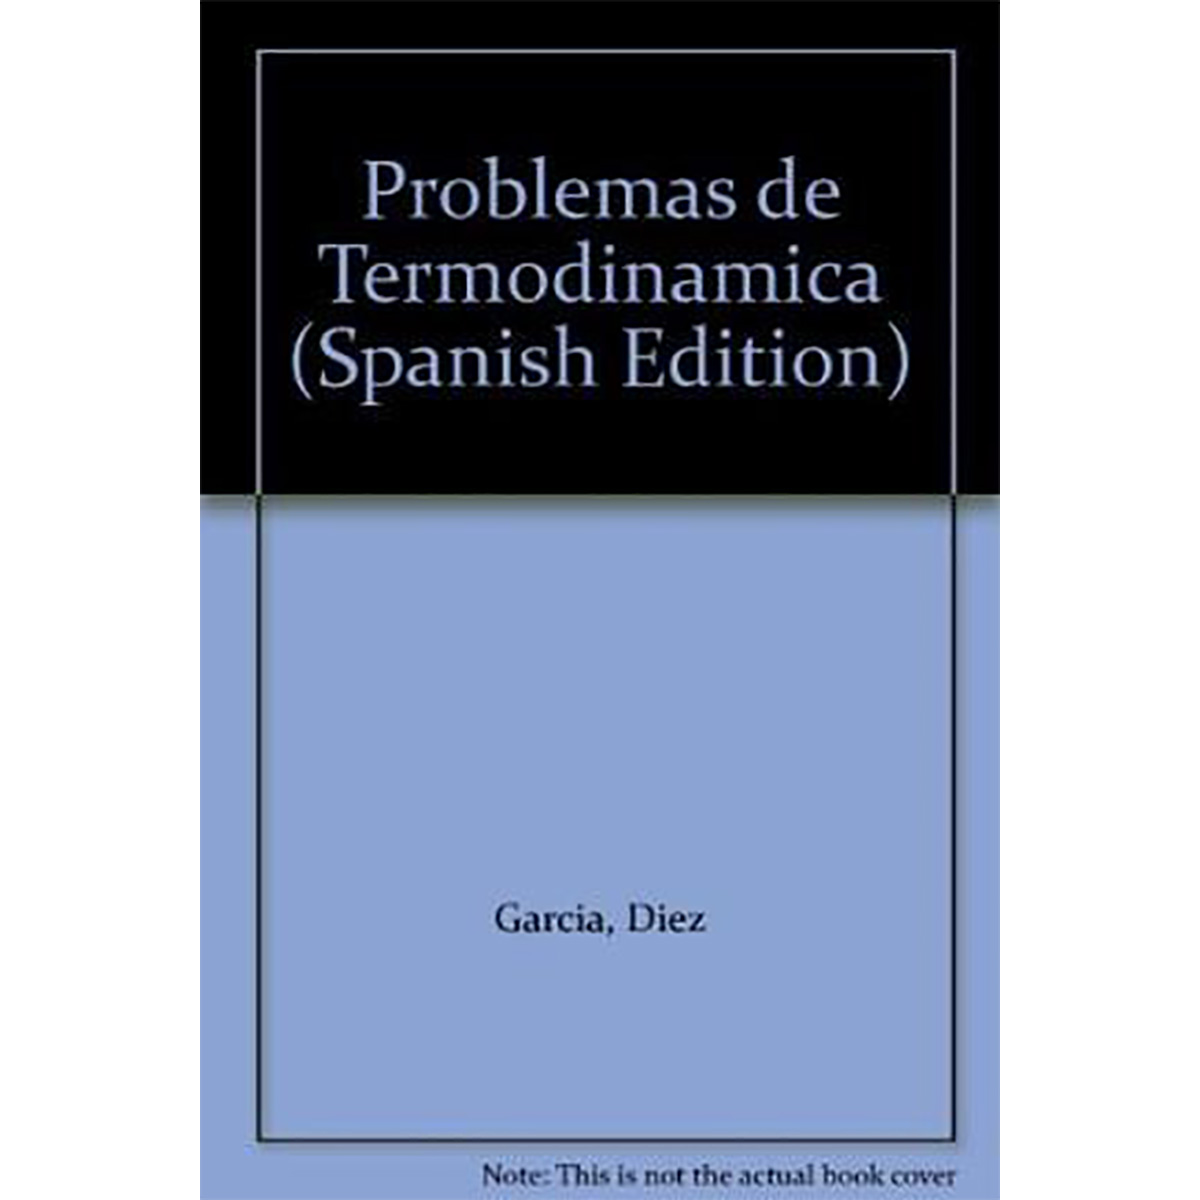 Problemas de
Termodinamica
(Spanish Edition)
Garcia, Diez
Note: This is not the actual book cover